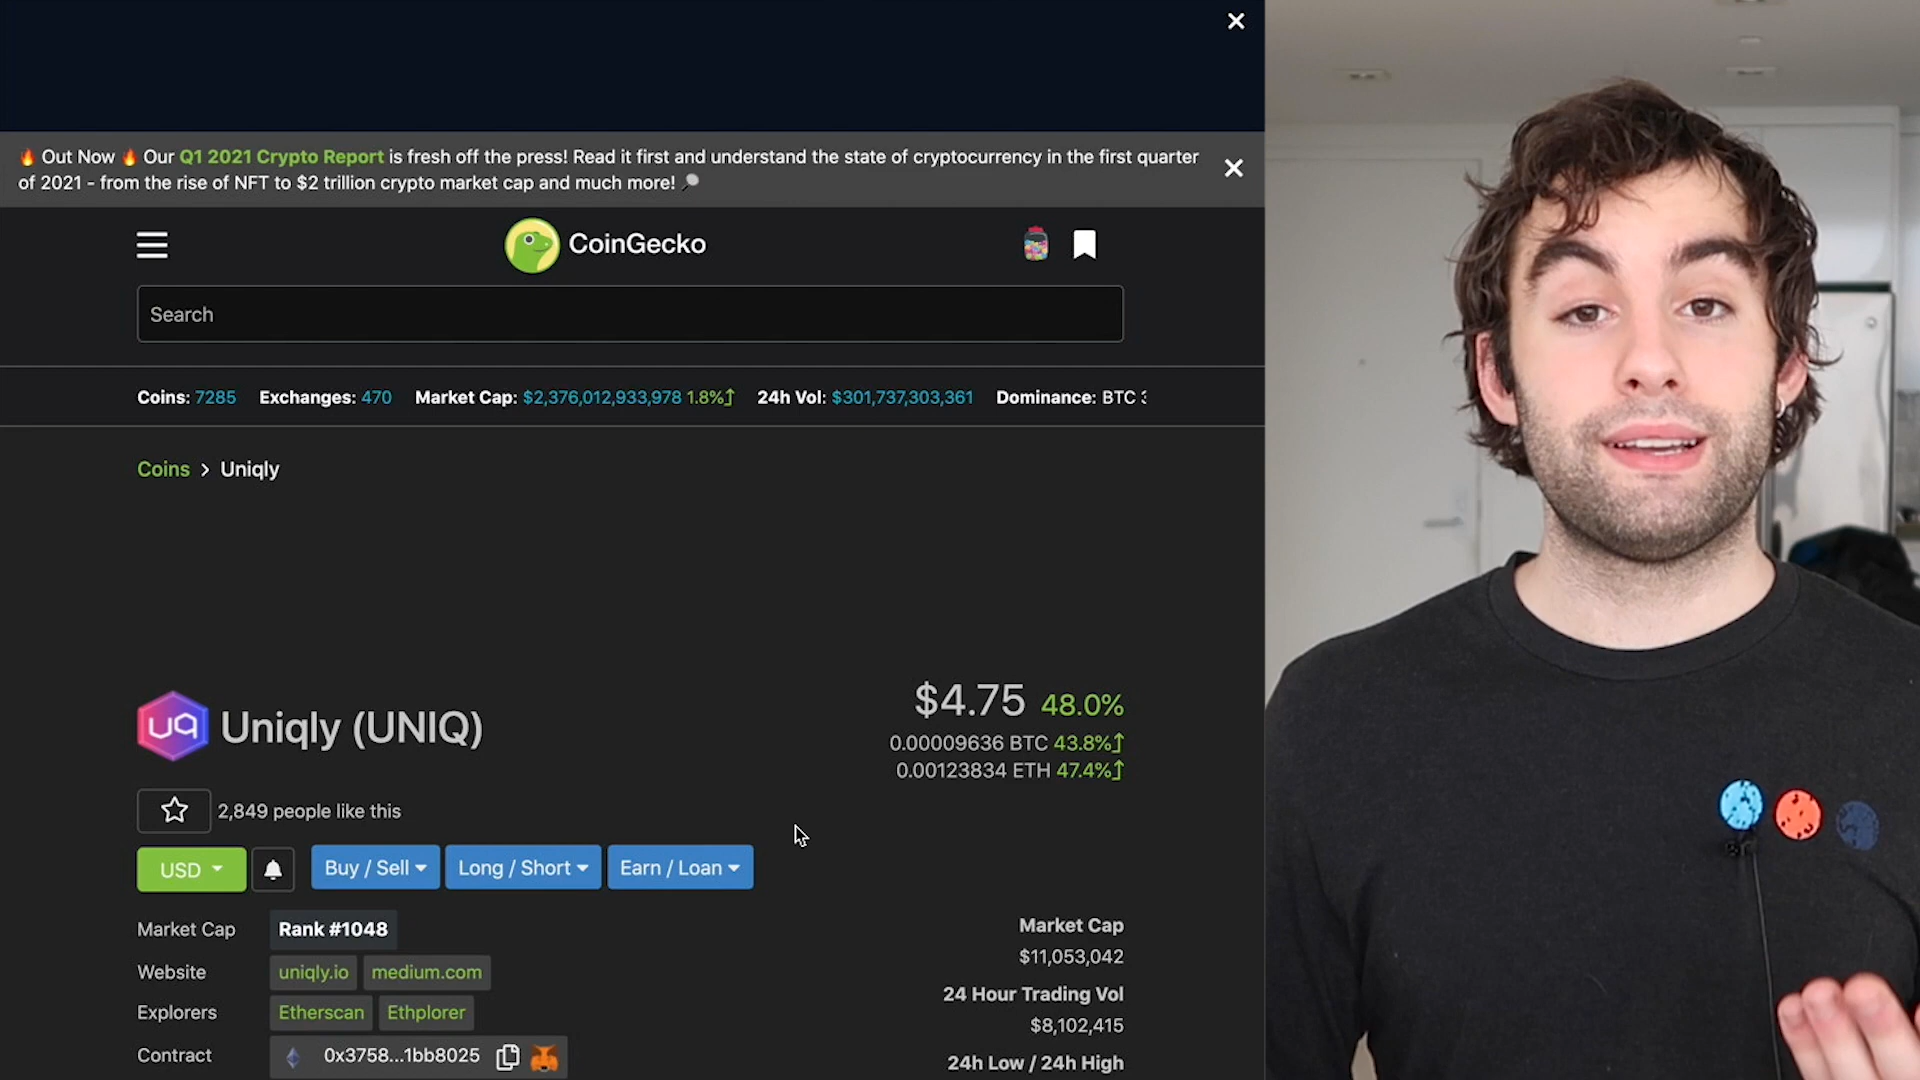 🔥 Out Now 🔥 Our Q1 2021 Crypto Report is fresh off the press! Read it first and understand the state of cryptocurrency in the first quarter
of 2021 - from the rise of NFT to $2 trillion crypto market cap and much more!
CoinGecko
Search
Coins: 7285 Exchanges: 470 Market Cap: $2,376,012,933,978 1.8% 24h Vol: $301,737,303,361 Dominance: BTC
Coins > Uniqly
uq Uniqly (UNIQ)
$4.75 48.0%
0.00009636 BTC 43.8%
0.00123834 ETH 47.4%
2,849 people like this
USD Buy / Sell Long / Short Earn / Loan
Market Cap Rank #1048
Website uniqly.io medium.com
Explorers Etherscan Ethplorer
Contract 0x3758...1bb8025
Market Cap
$11,053,042
24 Hour Trading Vol
$8,102,415
24h Low / 24h High